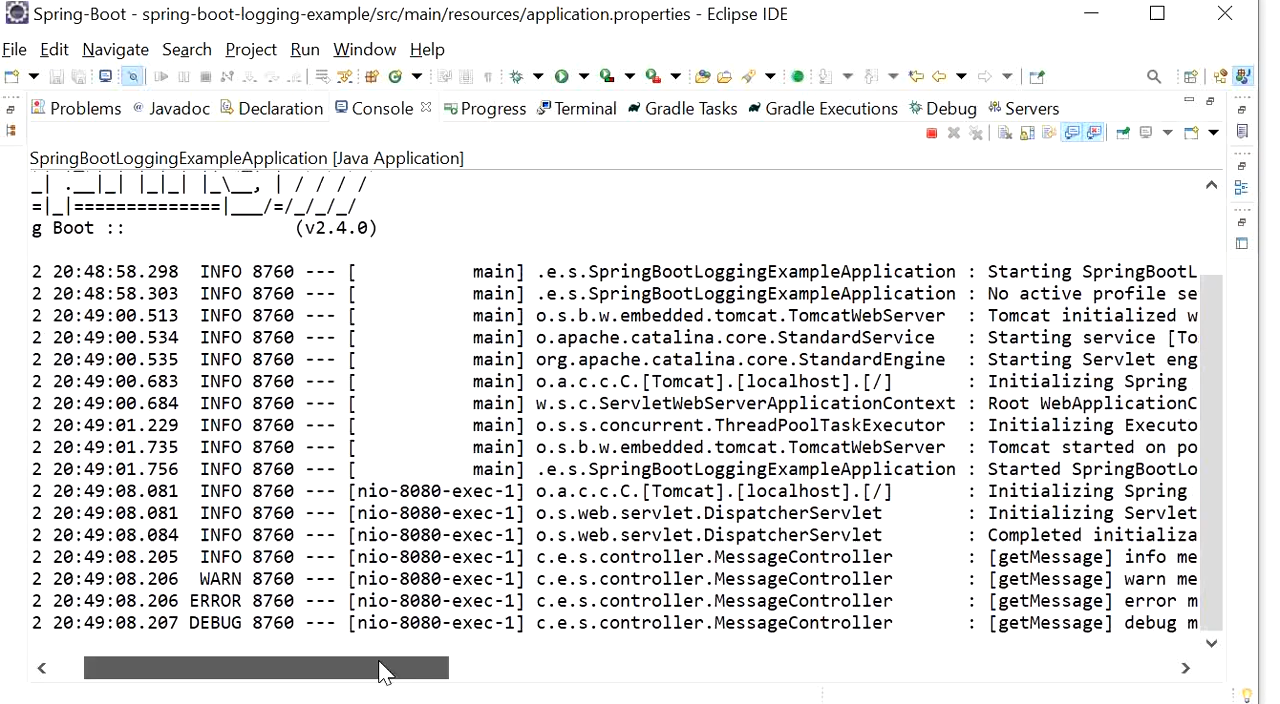 Spring-Boot - spring-boot-logging-example/src/main/resources/application.properties - Eclipse IDE
File Edit Navigate Search Project Run Window Help
Problems Javadoc Declaration Console Progress Terminal Gradle Tasks Gradle Executions Debug Servers
SpringBootLoggingExampleApplication [Java Application]
_| .__|_| |_|_| |_\__, | / / / /
=|_|==============|___/=/_/_/_/
g Boot ::                (v2.4.0)
2 20:48:58.298  INFO 8760 --- [           main] .e.s.SpringBootLoggingExampleApplication : Starting SpringBootL
2 20:48:58.303  INFO 8760 --- [           main] .e.s.SpringBootLoggingExampleApplication : No active profile se
2 20:49:00.513  INFO 8760 --- [           main] o.s.b.w.embedded.tomcat.TomcatWebServer  : Tomcat initialized w
2 20:49:00.534  INFO 8760 --- [           main] o.apache.catalina.core.StandardService   : Starting service [To
2 20:49:00.535  INFO 8760 --- [           main] org.apache.catalina.core.StandardEngine  : Starting Servlet eng
2 20:49:00.683  INFO 8760 --- [           main] o.a.c.c.C.[Tomcat].[localhost].[/]       : Initializing Spring
2 20:49:00.684  INFO 8760 --- [           main] w.s.c.ServletWebServerApplicationContext : Root WebApplicationC
2 20:49:01.229  INFO 8760 --- [           main] o.s.s.concurrent.ThreadPoolTaskExecutor  : Initializing Executo
2 20:49:01.735  INFO 8760 --- [           main] o.s.b.w.embedded.tomcat.TomcatWebServer  : Tomcat started on po
2 20:49:01.756  INFO 8760 --- [           main] .e.s.SpringBootLoggingExampleApplication : Started SpringBootLo
2 20:49:08.081  INFO 8760 --- [nio-8080-exec-1] o.a.c.c.C.[Tomcat].[localhost].[/]       : Initializing Spring
2 20:49:08.081  INFO 8760 --- [nio-8080-exec-1] o.s.web.servlet.DispatcherServlet        : Initializing Servlet
2 20:49:08.084  INFO 8760 --- [nio-8080-exec-1] o.s.web.servlet.DispatcherServlet        : Completed initializa
2 20:49:08.205  INFO 8760 --- [nio-8080-exec-1] c.e.s.controller.MessageController       : [getMessage] info me
2 20:49:08.206  WARN 8760 --- [nio-8080-exec-1] c.e.s.controller.MessageController       : [getMessage] warn me
2 20:49:08.206 ERROR 8760 --- [nio-8080-exec-1] c.e.s.controller.MessageController       : [getMessage] error m
2 20:49:08.207 DEBUG 8760 --- [nio-8080-exec-1] c.e.s.controller.MessageController       : [getMessage] debug m